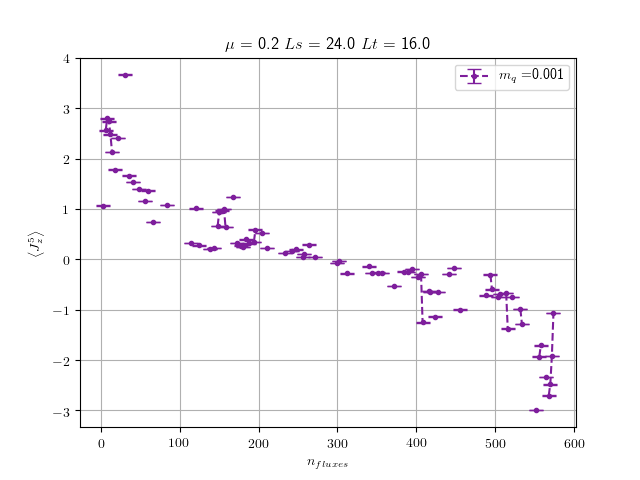 μ = 0.2 Ls = 24.0 Lt = 16.0
m_q =0.001
4
3
2
1
0
−1
−2
−3
⟨J_z^5⟩
0 100 200 300 400 500 600
n_fluxes